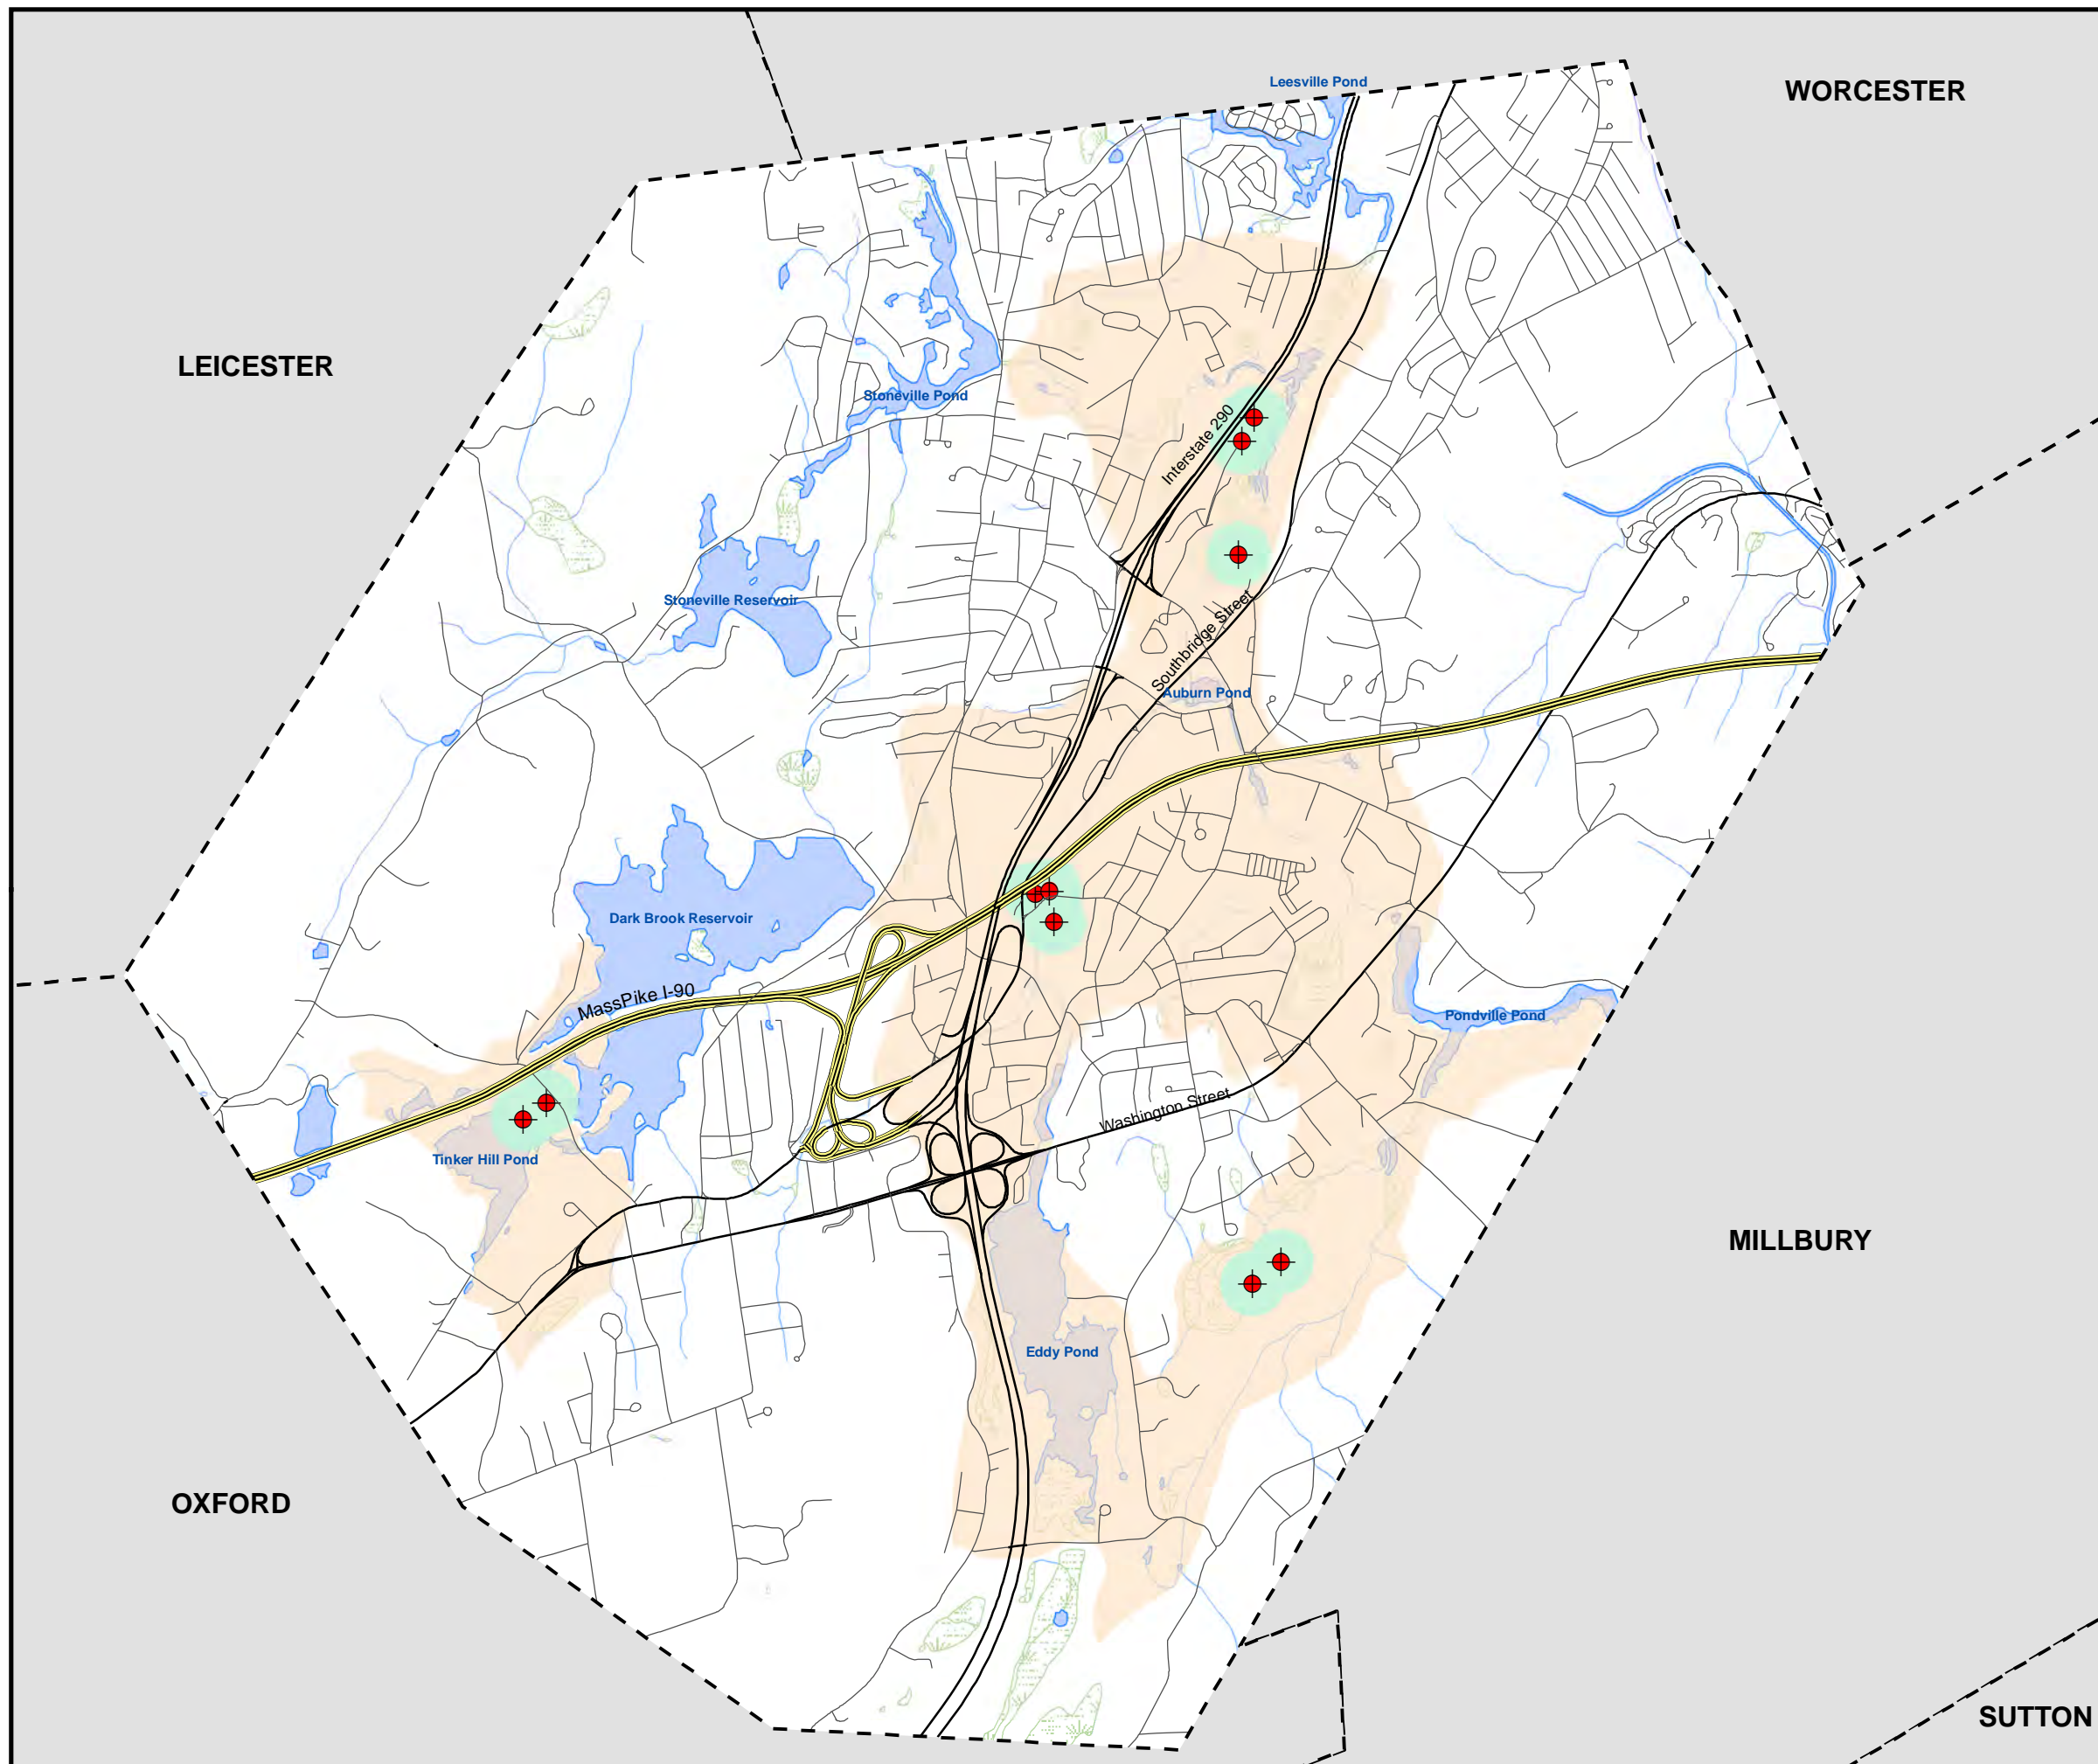 Leesville Pond
WORCESTER
LEICESTER
Stoneville Pond
Interstate 290
Stoneville Reservoir
Southbridge Street
Auburn Pond
Dark Brook Reservoir
MassPike I-90
Pondville Pond
Washington Street
Tinker Hill Pond
MILLBURY
Eddy Pond
OXFORD
SUTTON